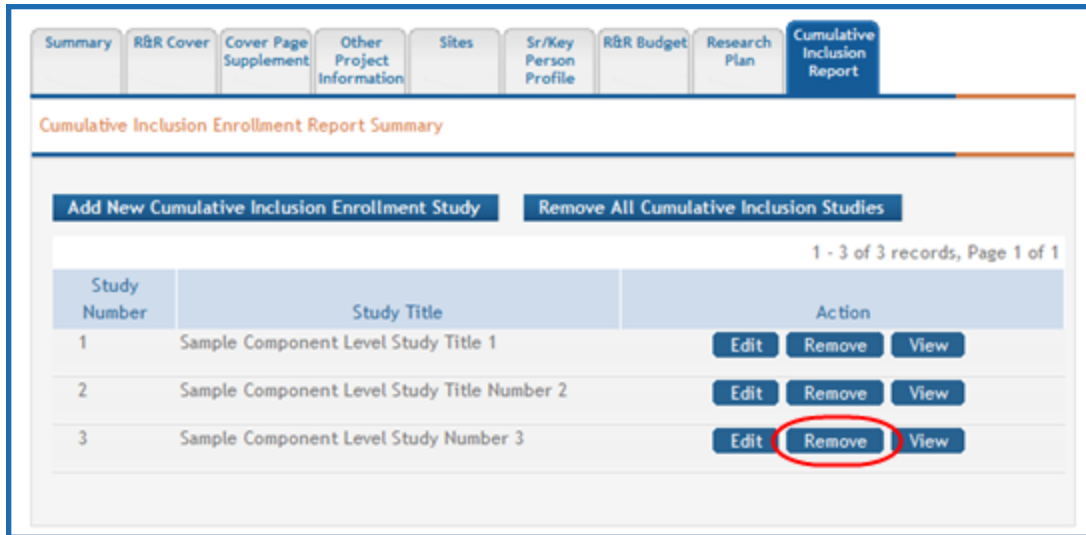 Summary
R&R Cover
Cover Page
Supplement
Other
Project
Information
Sites
Sr/Key
Person
Profile
R&R Budget
Research
Plan
Cumulative
Inclusion
Report
Cumulative Inclusion Enrollment Report Summary
Add New Cumulative Inclusion Enrollment Study Remove All Cumulative Inclusion Studies
1 - 3 of 3 records, Page 1 of 1
Study
Number Study Title Action
1 Sample Component Level Study Title 1 Edit Remove View
2 Sample Component Level Study Title Number 2 Edit Remove View
3 Sample Component Level Study Number 3 Edit Remove View